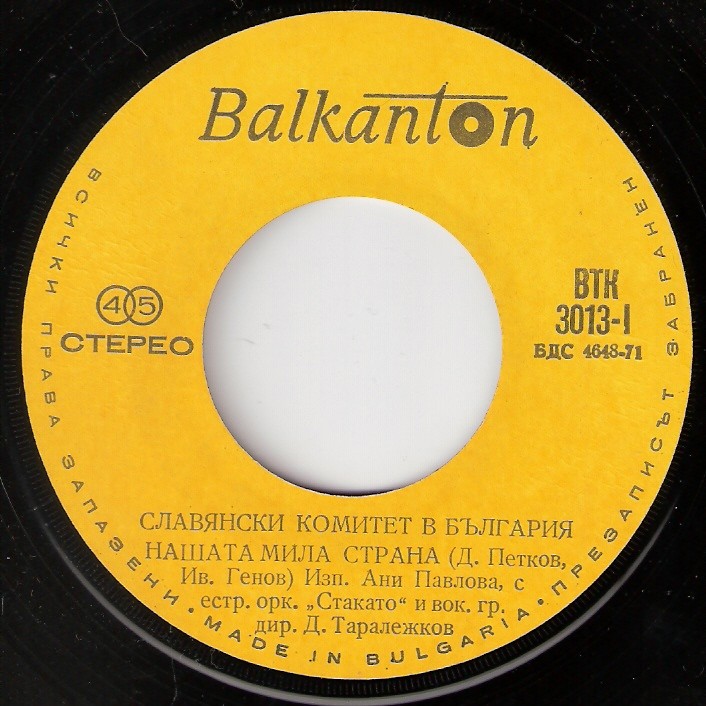 Balkanton
45
СТЕРЕО
ВТК
3013-I
БДС 4648-71
СЛАВЯНСКИ КОМИТЕТ В БЪЛГАРИЯ
НАШАТА МИЛА СТРАНА (Д. Петков,
Ив. Генов) Изп. Ани Павлова, с
естр. орк. „Стакато“ и вок. гр.
дир. Д. Таралежков
ВСИЧКИ ПРАВА ЗАПАЗЕНИ • MADE IN BULGARIA • ПРЕЗАПИСЪТ ЗАБРАНЕН